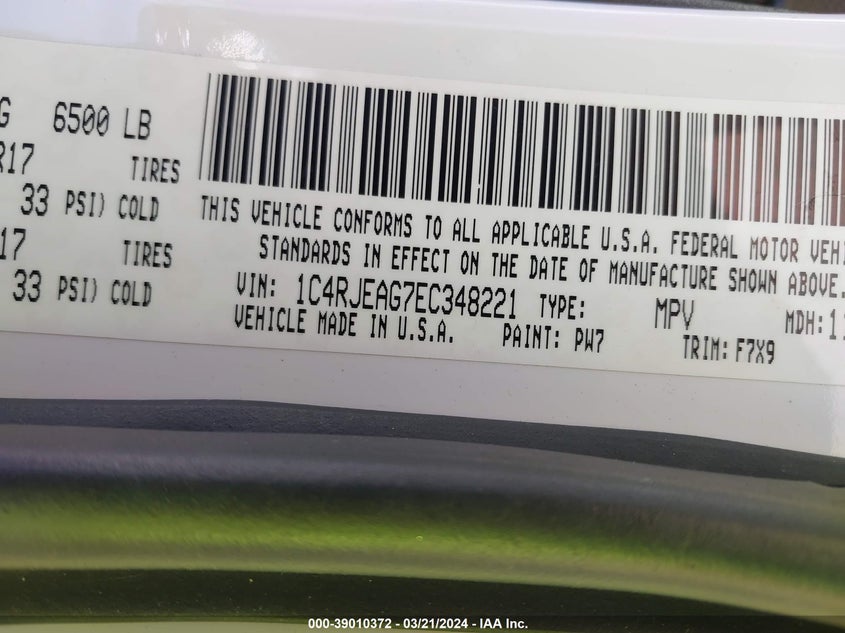 G 6500 LB
R17 TIRES
33 PSI) COLD
17 TIRES
33 PSI) COLD
THIS VEHICLE CONFORMS TO ALL APPLICABLE U.S.A. FEDERAL MOTOR VEHI
STANDARDS IN EFFECT ON THE DATE OF MANUFACTURE SHOWN ABOVE.
VIN: 1C4RJEAG7EC348221 TYPE: MPV MDH:11
VEHICLE MADE IN U.S.A. PAINT: PW7 TRIM: F7X9
000-39010372 - 03/21/2024 - IAA Inc.